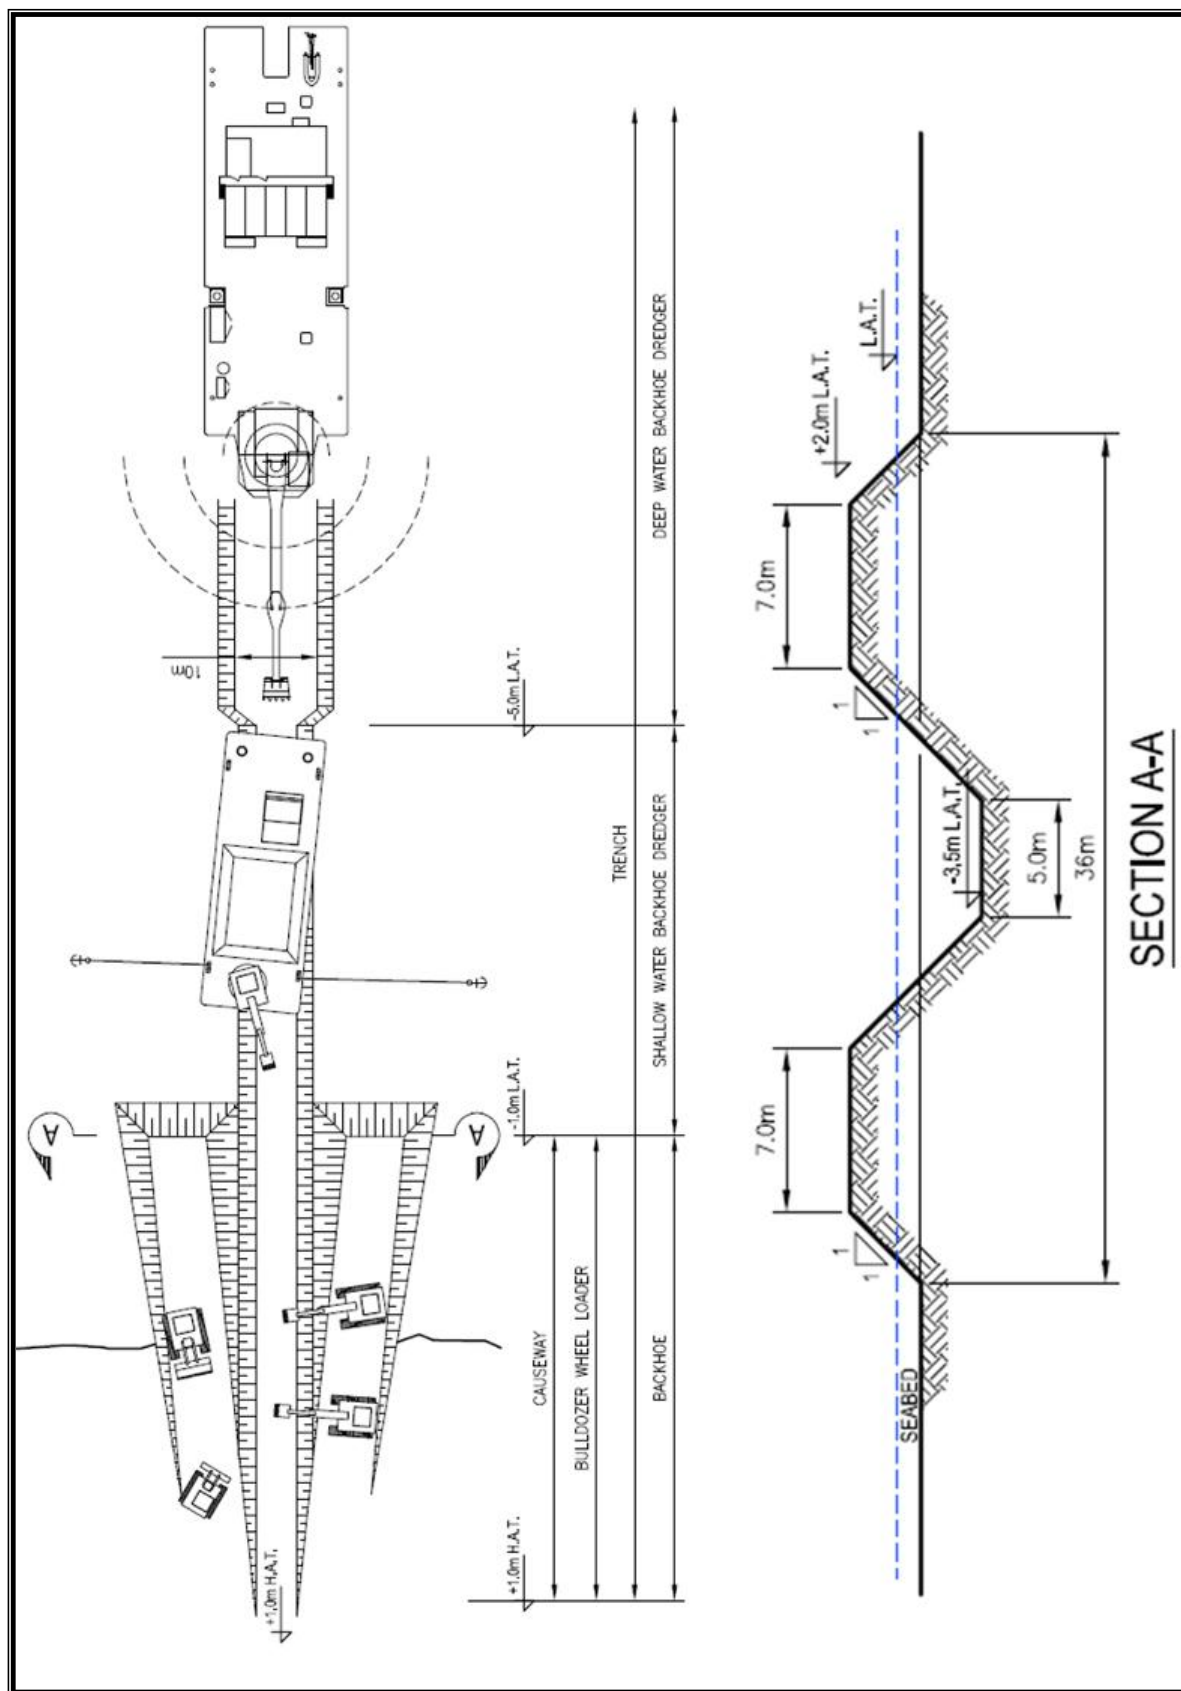 10m
+1.0m H.A.T.
A
A
+1.0m H.A.T.
-1.0m L.A.T.
-5.0m L.A.T.
CAUSEWAY
BULLDOZER WHEEL LOADER
TRENCH
BACKHOE
SHALLOW WATER BACKHOE DREDGER
DEEP WATER BACKHOE DREDGER
7.0m
7.0m
+2.0m L.A.T.
L.A.T.
1
1
1
1
SEABED
-3,5m L.A.T.
5.0m
36m
SECTION A-A